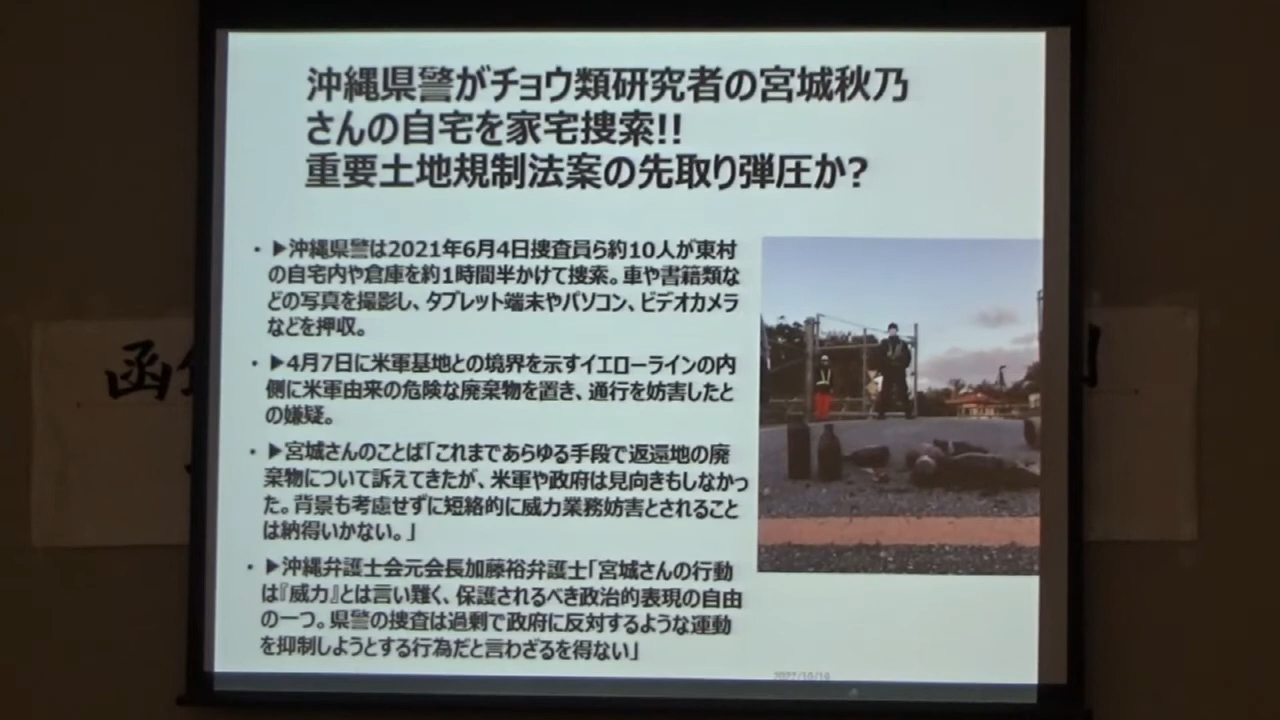 沖縄県警がチョウ類研究者の宮城秋乃
さんの自宅を家宅捜索!!
重要土地規制法案の先取り弾圧か?
・▶沖縄県警は2021年6月4日捜査員ら約10人が東村
の自宅内や倉庫を約1時間半かけて捜索。車や書籍類な
どの写真を撮影し、タブレット端末やパソコン、ビデオカメラ
などを押収。
・▶4月7日に米軍基地との境界を示すイエローラインの内
側に米軍由来の危険な廃棄物を置き、通行を妨害したと
の嫌疑。
・▶宮城さんのことば「これまであらゆる手段で返還地の廃
棄物について訴えてきたが、米軍や政府は見向きもしなかっ
た。背景も考慮せずに短絡的に威力業務妨害とされること
は納得いかない。」
・▶沖縄弁護士会元会長加藤裕弁護士「宮城さんの行動
は『威力』とは言い難く、保護されるべき政治的表現の自由
の一つ。県警の捜査は過剰で政府に反対するような運動
を抑制しようとする行為だと言わざるを得ない」
函